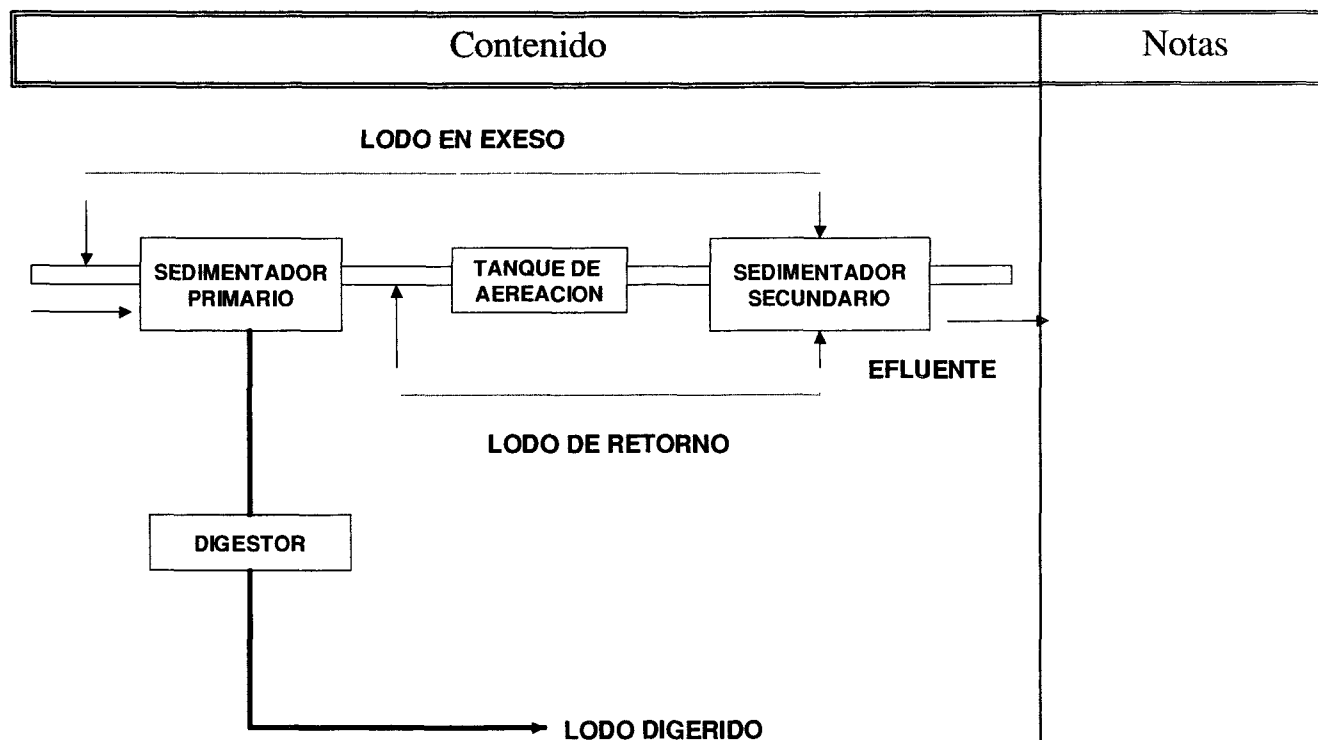 Contenido
Notas
LODO EN EXESO
SEDIMENTADOR
PRIMARIO
TANQUE DE
AEREACION
SEDIMENTADOR
SECUNDARIO
EFLUENTE
LODO DE RETORNO
DIGESTOR
LODO DIGERIDO